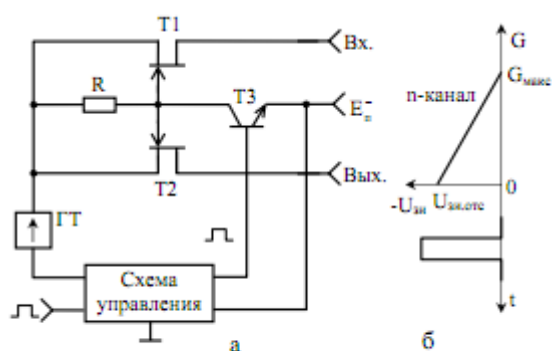 T1
Вх.
R
T3
Eп⁻
T2
Вых.
ГТ
Схема
управления
а
G
Gмакс
n-канал
0
-Uзи
Uзи.отс
t
б